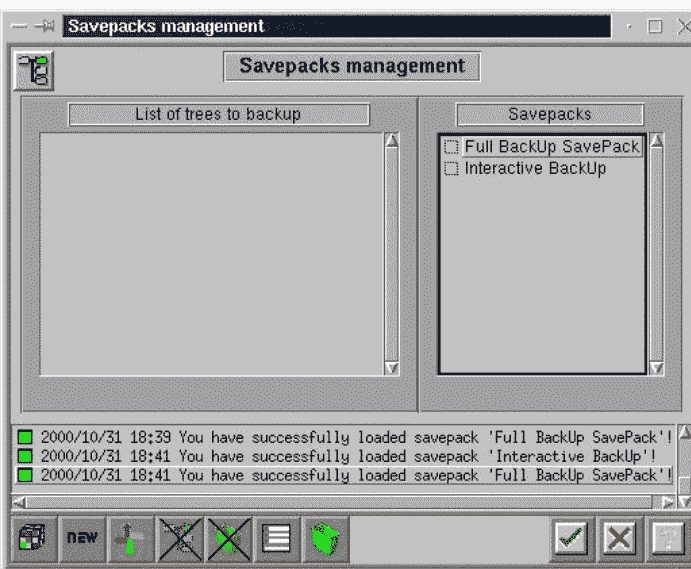 Savepacks management
Savepacks management
List of trees to backup
Savepacks
Full BackUp SavePack
Interactive BackUp
2000/10/31 18:39 You have successfully loaded savepack 'Full BackUp SavePack'!
2000/10/31 18:41 You have successfully loaded savepack 'Interactive BackUp'!
2000/10/31 18:41 You have successfully loaded savepack 'Full BackUp SavePack'!
NEW